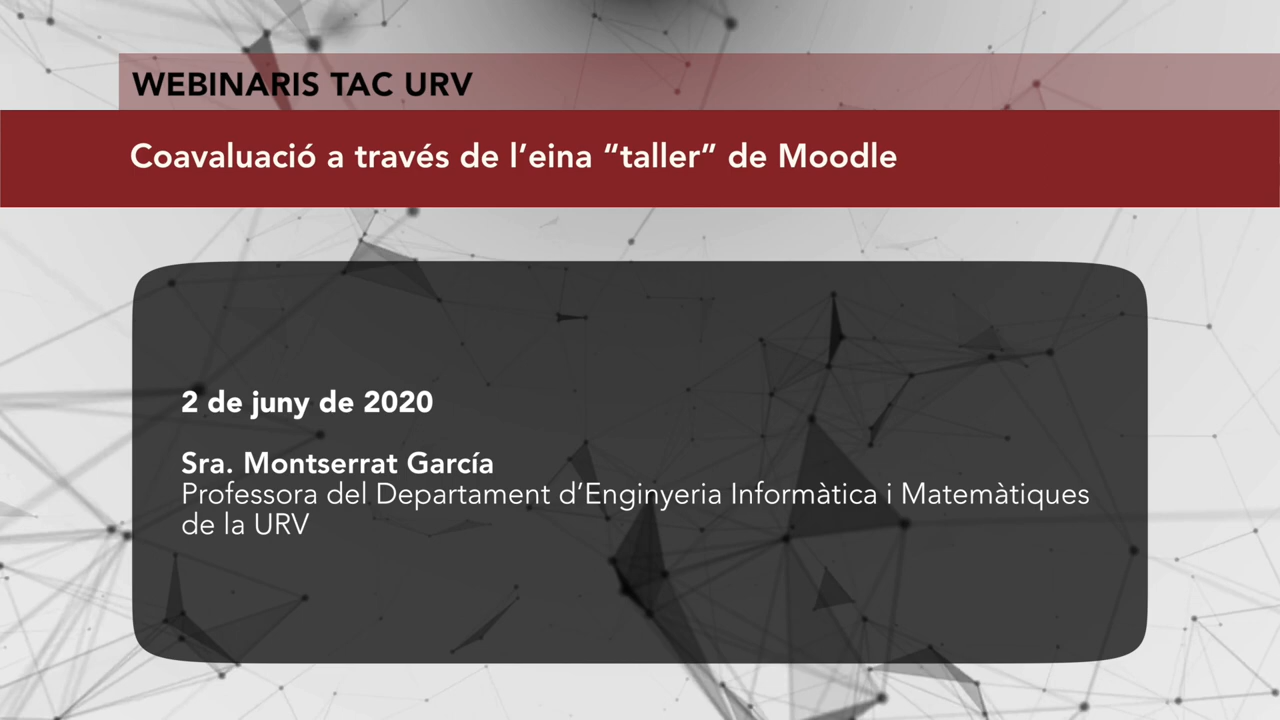 WEBINARIS TAC URV
Coavaluació a través de l’eina “taller” de Moodle
2 de juny de 2020
Sra. Montserrat García
Professora del Departament d’Enginyeria Informàtica i Matemàtiques
de la URV